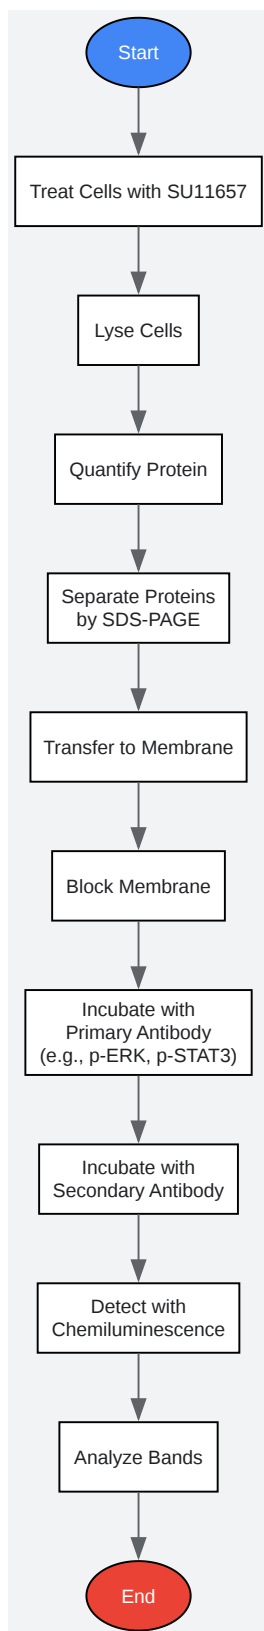 Start
Treat Cells with SU11657
Lyse Cells
Quantify Protein
Separate Proteins
by SDS-PAGE
Transfer to Membrane
Block Membrane
Incubate with
Primary Antibody
(e.g., p-ERK, p-STAT3)
Incubate with
Secondary Antibody
Detect with
Chemiluminescence
Analyze Bands
End